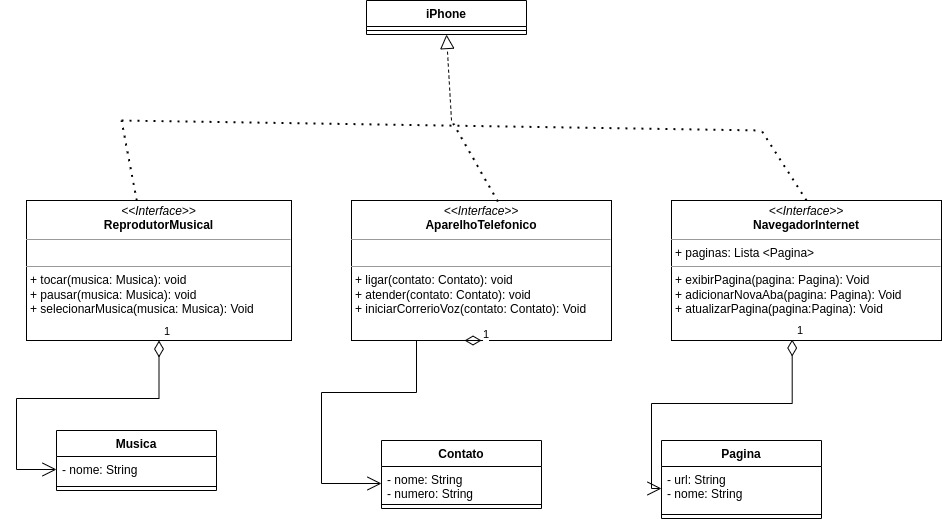 iPhone
<<Interface>>
ReprodutorMusical
+ tocar(musica: Musica): void
+ pausar(musica: Musica): void
+ selecionarMusica(musica: Musica): Void
1
<<Interface>>
AparelhoTelefonico
+ ligar(contato: Contato): void
+ atender(contato: Contato): void
+ iniciarCorrerioVoz(contato: Contato): Void
1
<<Interface>>
NavegadorInternet
+ paginas: Lista <Pagina>
+ exibirPagina(pagina: Pagina): Void
+ adicionarNovaAba(pagina: Pagina): Void
+ atualizarPagina(pagina:Pagina): Void
1
Musica
- nome: String
Contato
- nome: String
- numero: String
Pagina
- url: String
- nome: String